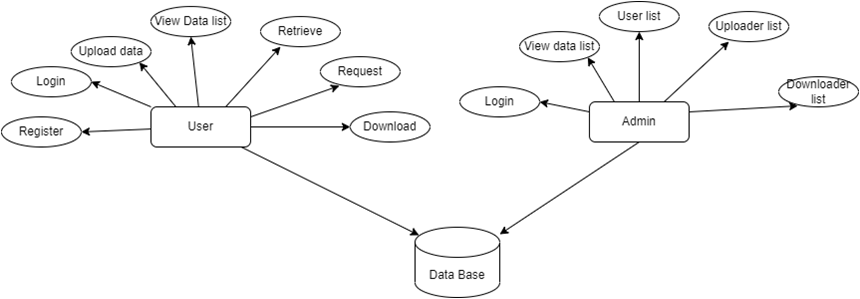 View Data list
Retrieve
Upload data
Login
Request
Register
User
Download
User list
Uploader list
View data list
Login
Downloader
list
Admin
Data Base